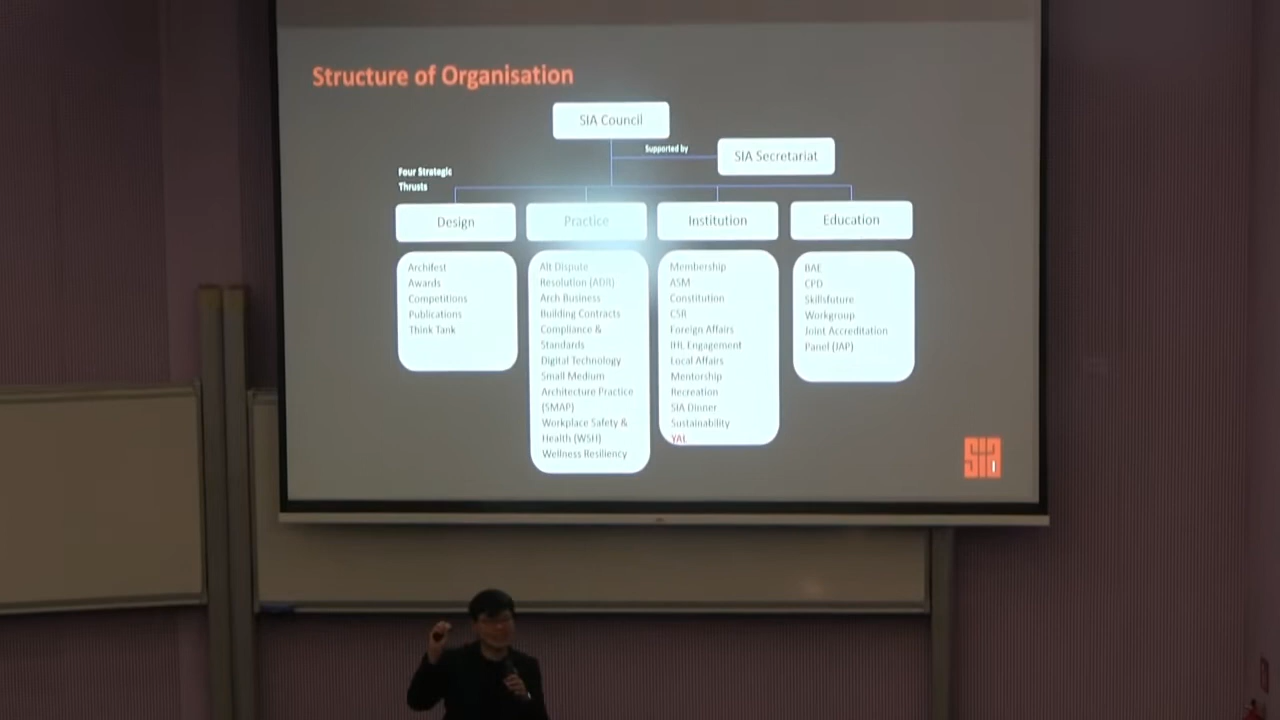 Structure of Organisation
SIA Council
Supported by
SIA Secretariat
Four Strategic
Thrusts
Design
Practice
Institution
Education
Archifest
Awards
Competitions
Publications
Think Tank
Alt Dispute
Resolution (ADR)
Arch Business
Building Contracts
Compliance &
Standards
Digital Technology
Small Medium
Architecture Practice
(SMAP)
Workplace Safety &
Health (WSH)
Wellness Resiliency
Membership
ASM
Constitution
CSR
Foreign Affairs
IHL Engagement
Local Affairs
Mentorship
Recreation
SIA Dinner
Sustainability
YAL
BAE
CPD
Skillsfuture
Workgroup
Joint Accreditation
Panel (JAP)
SIA